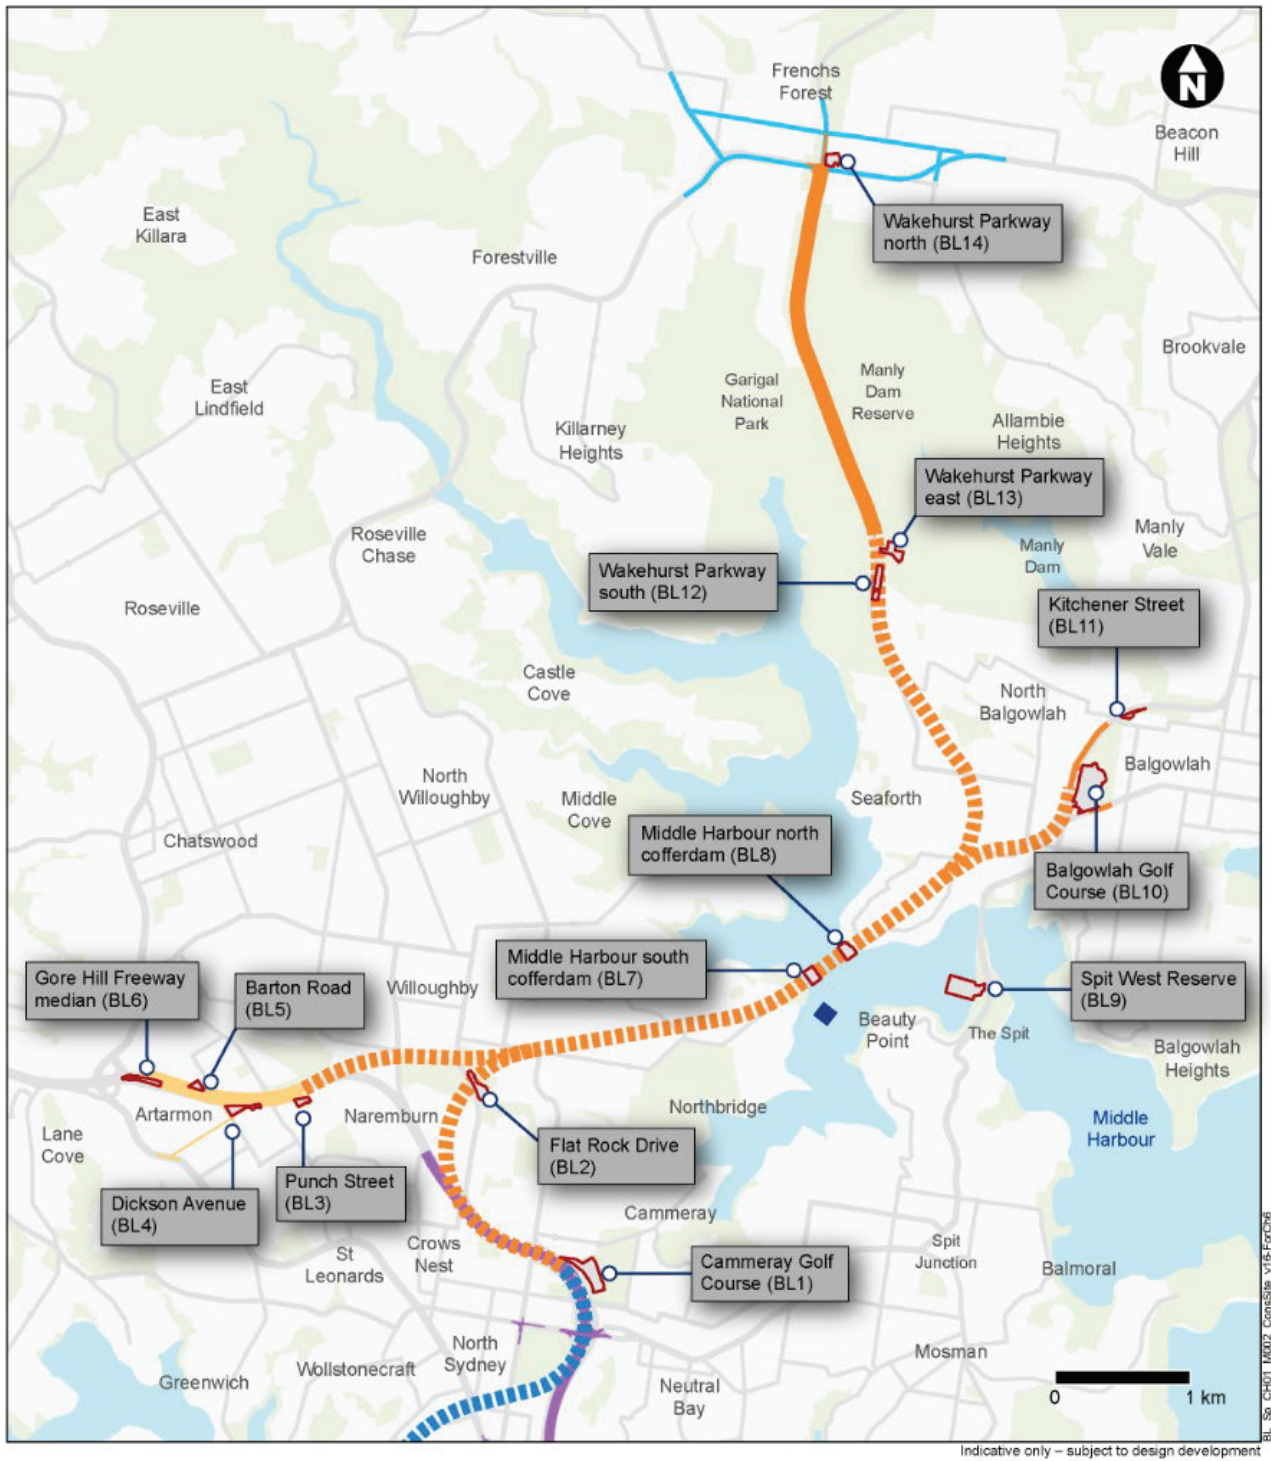 Frenchs
Forest
N
Beacon
Hill
Wakehurst Parkway
north (BL14)
East
Killara
Forestville
Brookvale
Garigal
National
Park
Manly
Dam
Reserve
East
Lindfield
Killarney
Heights
Allambie
Heights
Wakehurst Parkway
east (BL13)
Roseville
Chase
Manly
Vale
Manly
Dam
Wakehurst Parkway
south (BL12)
Kitchener Street
(BL11)
Roseville
Castle
Cove
North
Balgowlah
Balgowlah
North
Willoughby
Middle
Cove
Seaforth
Chatswood
Middle Harbour north
cofferdam (BL8)
Balgowlah Golf
Course (BL10)
Middle Harbour south
cofferdam (BL7)
Gore Hill Freeway
median (BL6)
Barton Road
(BL5)
Willoughby
Spit West Reserve
(BL9)
Beauty
Point
The Spit
Balgowlah
Heights
Artarmon
Naremburn
Northbridge
Middle
Harbour
Lane
Cove
Flat Rock Drive
(BL2)
Dickson Avenue
(BL4)
Punch Street
(BL3)
Cammeray
St
Leonards
Crows
Nest
Spit
Junction
Balmoral
Cammeray Golf
Course (BL1)
North
Sydney
Wollstonecraft
Greenwich
Mosman
Neutral
Bay
0 1 km
BL_Sp_CH01_M002_ConsSite_v16-ForCh6
Indicative only – subject to design development